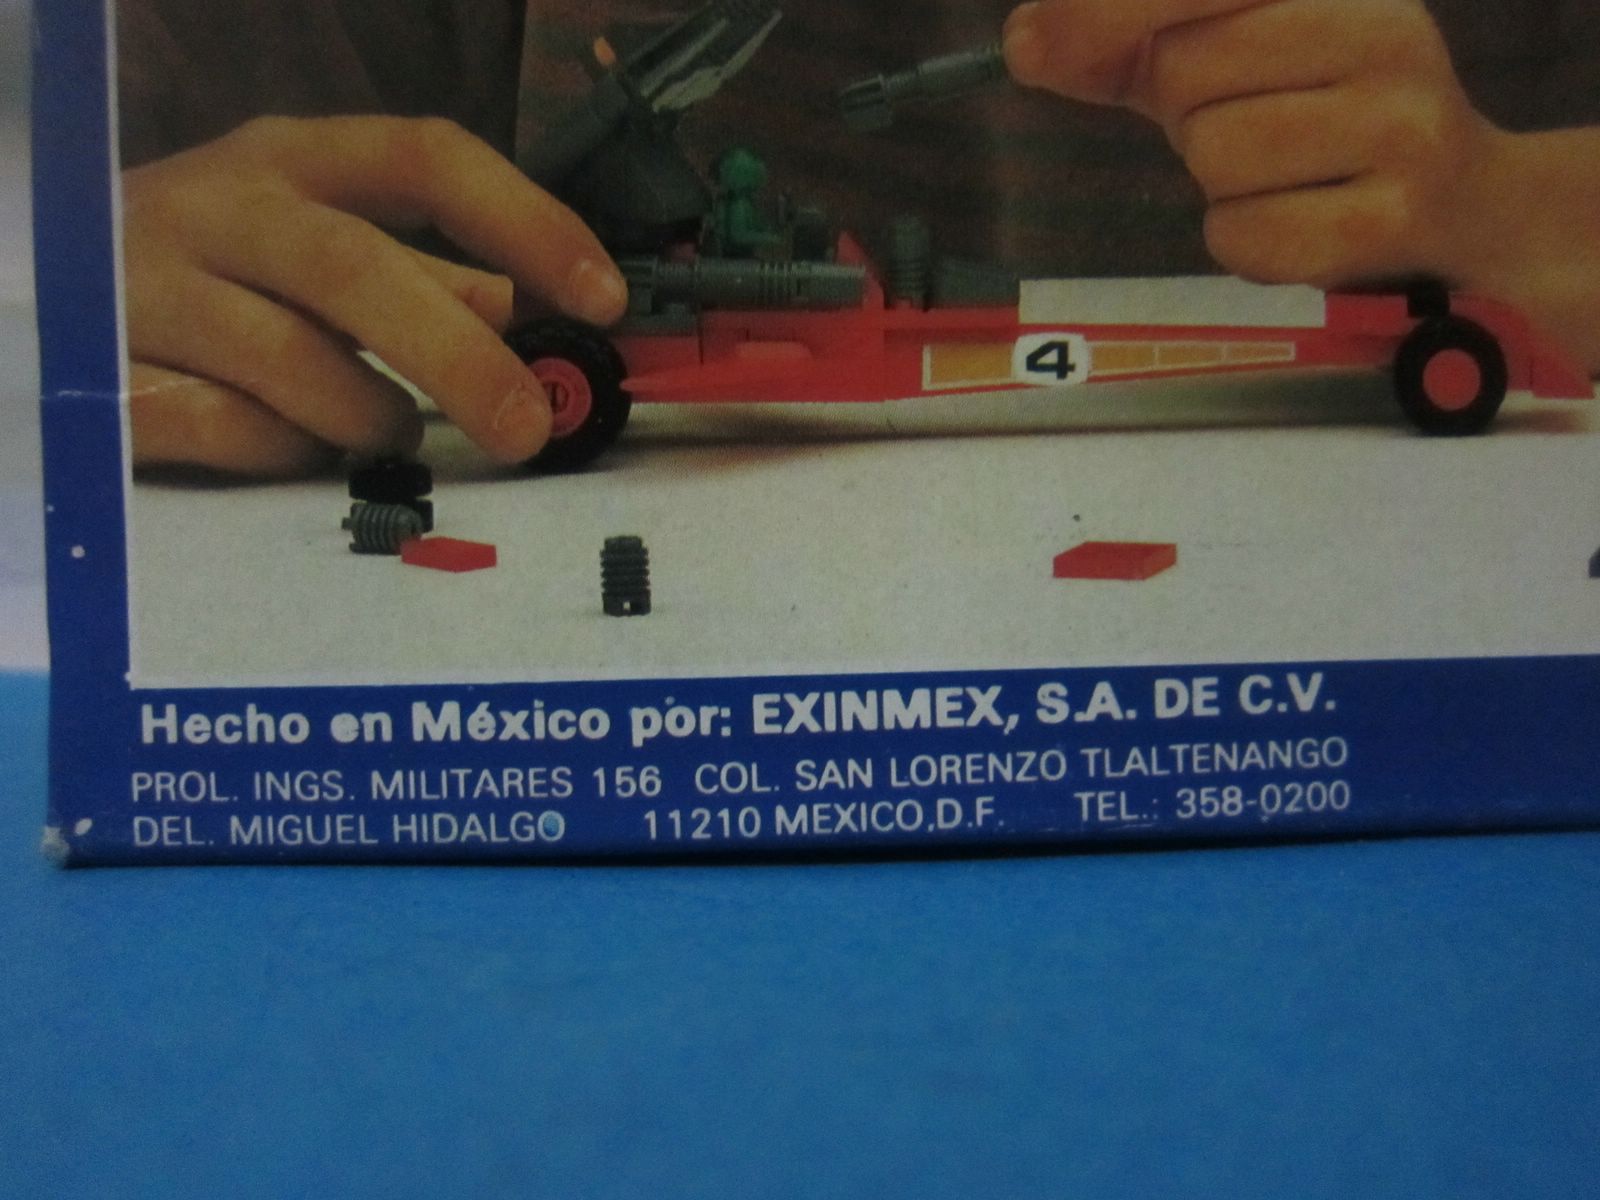 4
Hecho en México por: EXINMEX, S.A. DE C.V.
PROL. INGS. MILITARES 156 COL. SAN LORENZO TLALTENANGO
DEL. MIGUEL HIDALGO 11210 MEXICO,D.F. TEL.: 358-0200